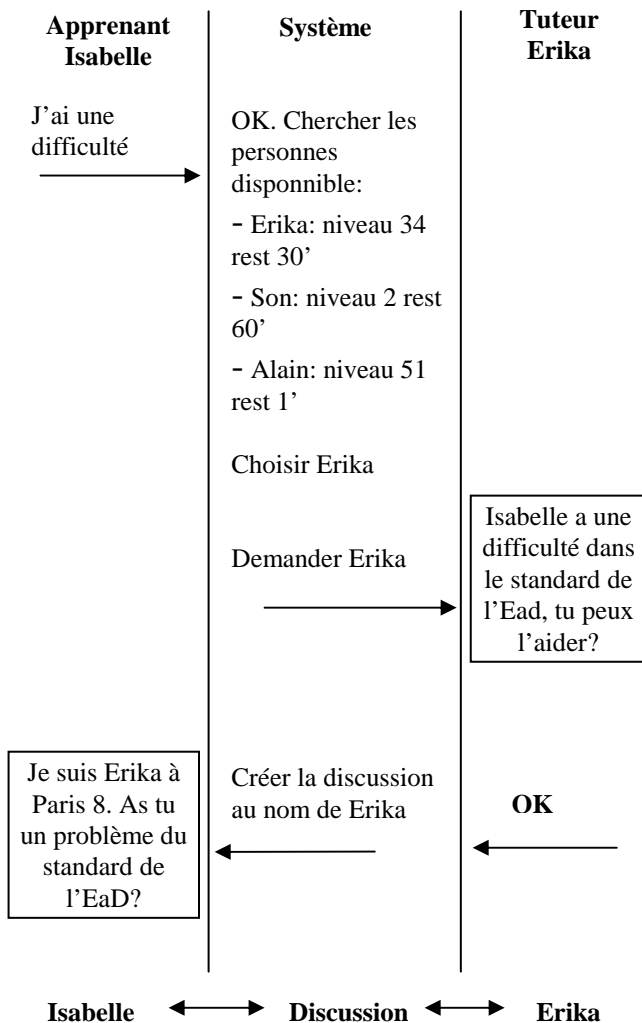 Apprenant
Isabelle
Système
Tuteur
Erika
J'ai une
difficulté
OK. Chercher les
personnes
disponnible:
- Erika: niveau 34
rest 30'
- Son: niveau 2 rest
60'
- Alain: niveau 51
rest 1'
Choisir Erika
Demander Erika
Isabelle a une
difficulté dans
le standard de
l'Ead, tu peux
l'aider?
Je suis Erika à
Paris 8. As tu
un problème du
standard de
l'EaD?
Créer la discussion
au nom de Erika
OK
Isabelle
Discussion
Erika